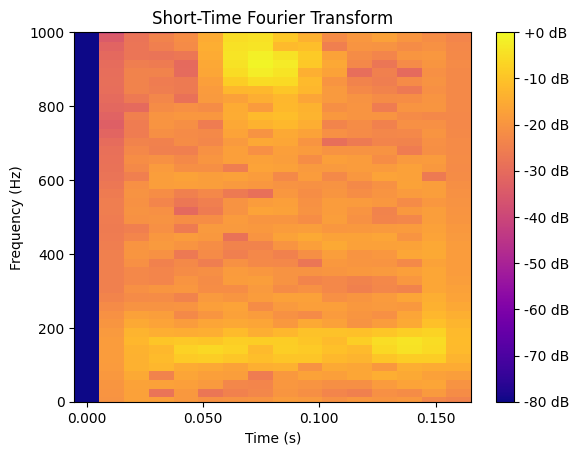 Short-Time Fourier Transform
Frequency (Hz)
1000
800
600
400
200
0
0.000
0.050
0.100
0.150
Time (s)
+0 dB
-10 dB
-20 dB
-30 dB
-40 dB
-50 dB
-60 dB
-70 dB
-80 dB